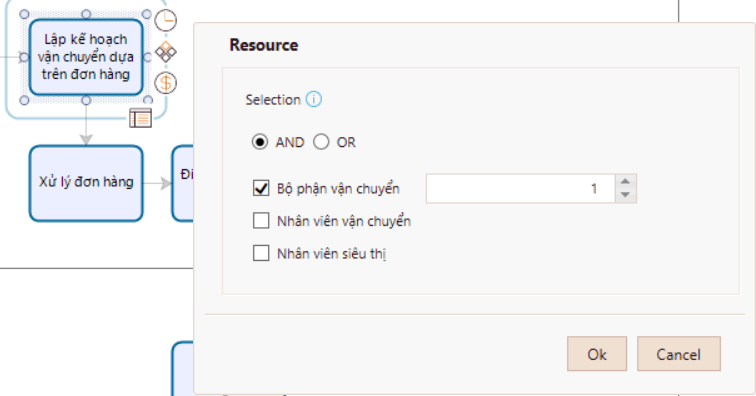 Lập kế hoạch
vận chuyển dựa
trên đơn hàng
Xử lý đơn hàng
Resource
Selection
AND
OR
Bộ phận vận chuyển
1
Nhân viên vận chuyển
Nhân viên siêu thị
Ok
Cancel